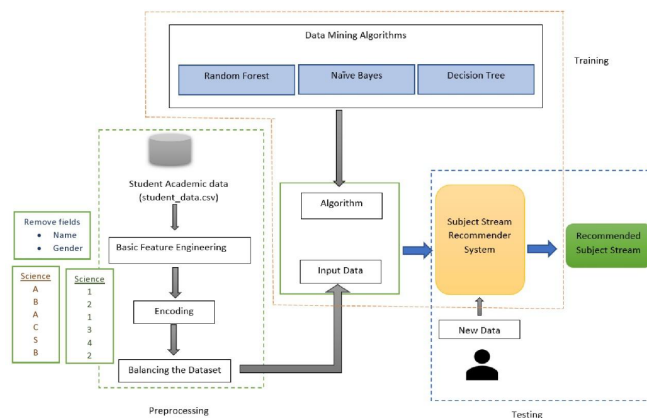 Data Mining Algorithms
Random Forest
Naïve Bayes
Decision Tree
Training
Student Academic data
(student_data.csv)
Remove fields
• Name
• Gender
Basic Feature Engineering
Science
A
B
A
C
S
B
Science
1
2
1
3
4
2
Encoding
Balancing the Dataset
Preprocessing
Algorithm
Input Data
Subject Stream
Recommender
System
Recommended
Subject Stream
New Data
Testing